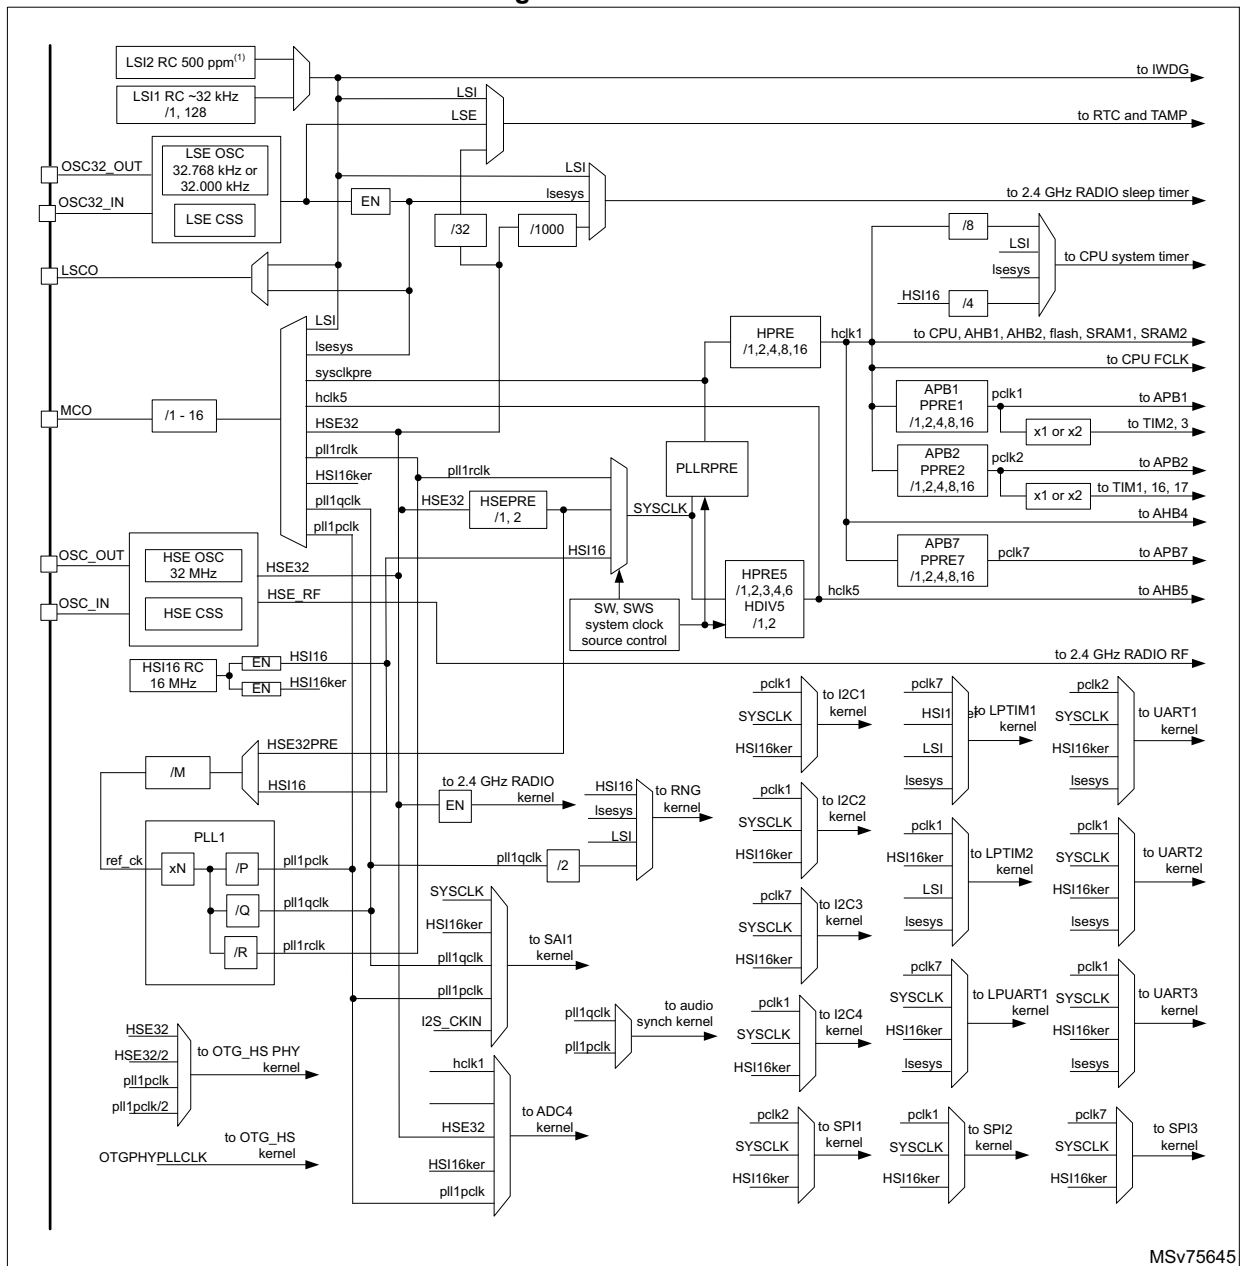 LSI2 RC 500 ppm(1)
LSI1 RC ~32 kHz
/1, 128
to IWDG
LSI
LSE
to RTC and TAMP
OSC32_OUT
OSC32_IN
LSE OSC
32.768 kHz or
32.000 kHz
LSE CSS
EN
LSI
lsesys
/32
/1000
to 2.4 GHz RADIO sleep timer
LSCO
/8
LSI
lsesys
HSI16
/4
to CPU system timer
LSI
lsesys
sysclkpre
hclk5
HSE32
pll1rclk
HSI16ker
pll1qclk
pll1pclk
MCO
/1 - 16
HPRE
/1,2,4,8,16
hclk1
to CPU, AHB1, AHB2, flash, SRAM1, SRAM2
to CPU FCLK
APB1
PPRE1
/1,2,4,8,16
pclk1
to APB1
x1 or x2
to TIM2, 3
APB2
PPRE2
/1,2,4,8,16
pclk2
to APB2
x1 or x2
to TIM1, 16, 17
to AHB4
APB7
PPRE7
/1,2,4,8,16
pclk7
to APB7
to AHB5
PLLRPRE
pll1rclk
HSE32
HSEPRE
/1, 2
HSI16
SYSCLK
SW, SWS
system clock
source control
HPRE5
/1,2,3,4,6
HDIV5
/1,2
hclk5
OSC_OUT
OSC_IN
HSE OSC
32 MHz
HSE CSS
HSE32
HSE_RF
to 2.4 GHz RADIO RF
HSI16 RC
16 MHz
EN
HSI16
EN
HSI16ker
/M
HSE32PRE
HSI16
PLL1
ref_ck
xN
/P
pll1pclk
/Q
pll1qclk
/R
pll1rclk
to 2.4 GHz RADIO
kernel
EN
HSI16
lsesys
LSI
pll1qclk
/2
to RNG
kernel
SYSCLK
HSI16ker
pll1qclk
pll1pclk
I2S_CKIN
to SAI1
kernel
pll1qclk
pll1pclk
to audio
synch kernel
HSE32
HSE32/2
pll1pclk
pll1pclk/2
to OTG_HS PHY
kernel
OTGPHYPLLCLK
to OTG_HS
kernel
hclk1
HSE32
HSI16ker
pll1pclk
to ADC4
kernel
pclk1
SYSCLK
HSI16ker
to I2C1
kernel
pclk7
HSI1 er
LSI
lsesys
to LPTIM1
kernel
pclk2
SYSCLK
HSI16ker
lsesys
to UART1
kernel
pclk1
SYSCLK
HSI16ker
to I2C2
kernel
pclk1
HSI16ker
LSI
lsesys
to LPTIM2
kernel
pclk1
SYSCLK
HSI16ker
lsesys
to UART2
kernel
pclk7
SYSCLK
HSI16ker
to I2C3
kernel
pclk7
SYSCLK
HSI16ker
lsesys
to LPUART1
kernel
pclk1
SYSCLK
HSI16ker
lsesys
to UART3
kernel
pclk1
SYSCLK
HSI16ker
to I2C4
kernel
pclk2
SYSCLK
HSI16ker
to SPI1
kernel
pclk1
SYSCLK
HSI16ker
to SPI2
kernel
pclk7
SYSCLK
HSI16ker
to SPI3
kernel
MSv75645